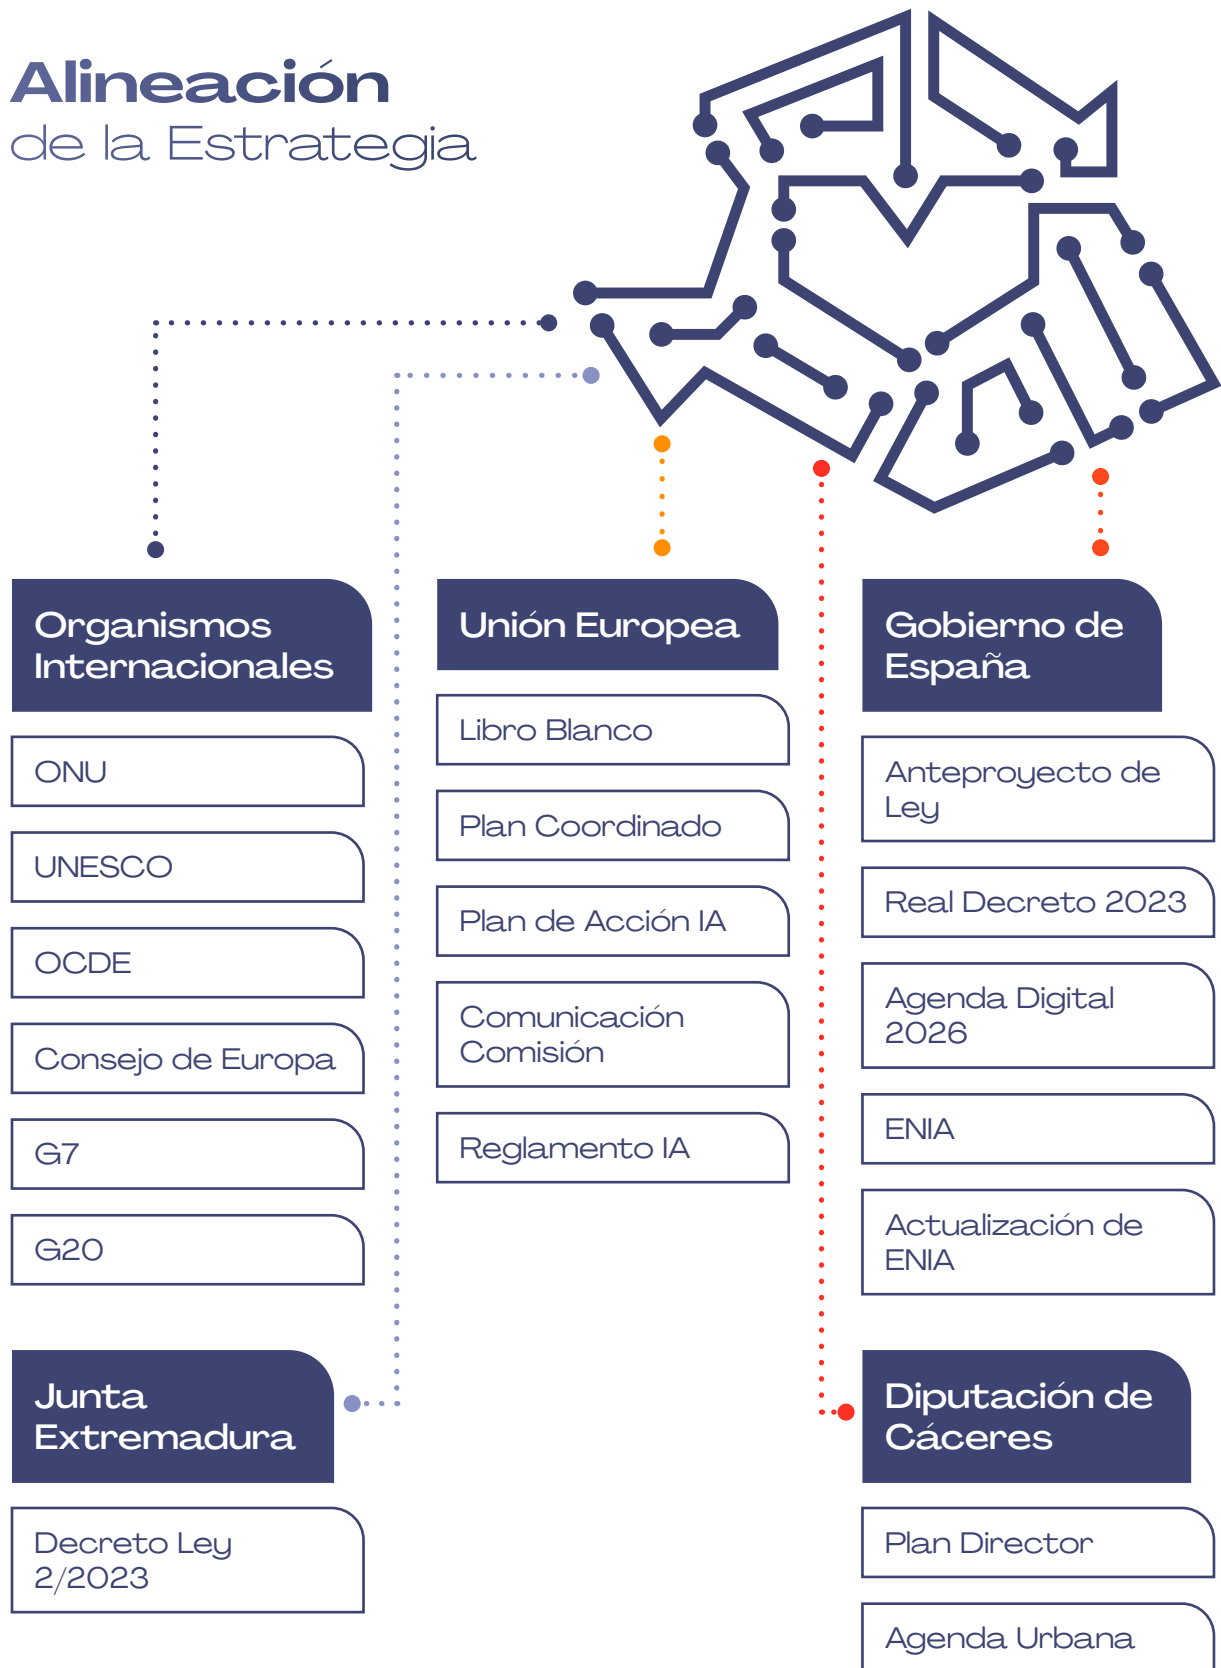 Alineación
de la Estrategia
Organismos
Internacionales
ONU
UNESCO
OCDE
Consejo de Europa
G7
G20
Unión Europea
Libro Blanco
Plan Coordinado
Plan de Acción IA
Comunicación
Comisión
Reglamento IA
Gobierno de
España
Anteproyecto de
Ley
Real Decreto 2023
Agenda Digital
2026
ENIA
Actualización de
ENIA
Junta
Extremadura
Decreto Ley
2/2023
Diputación de
Cáceres
Plan Director
Agenda Urbana